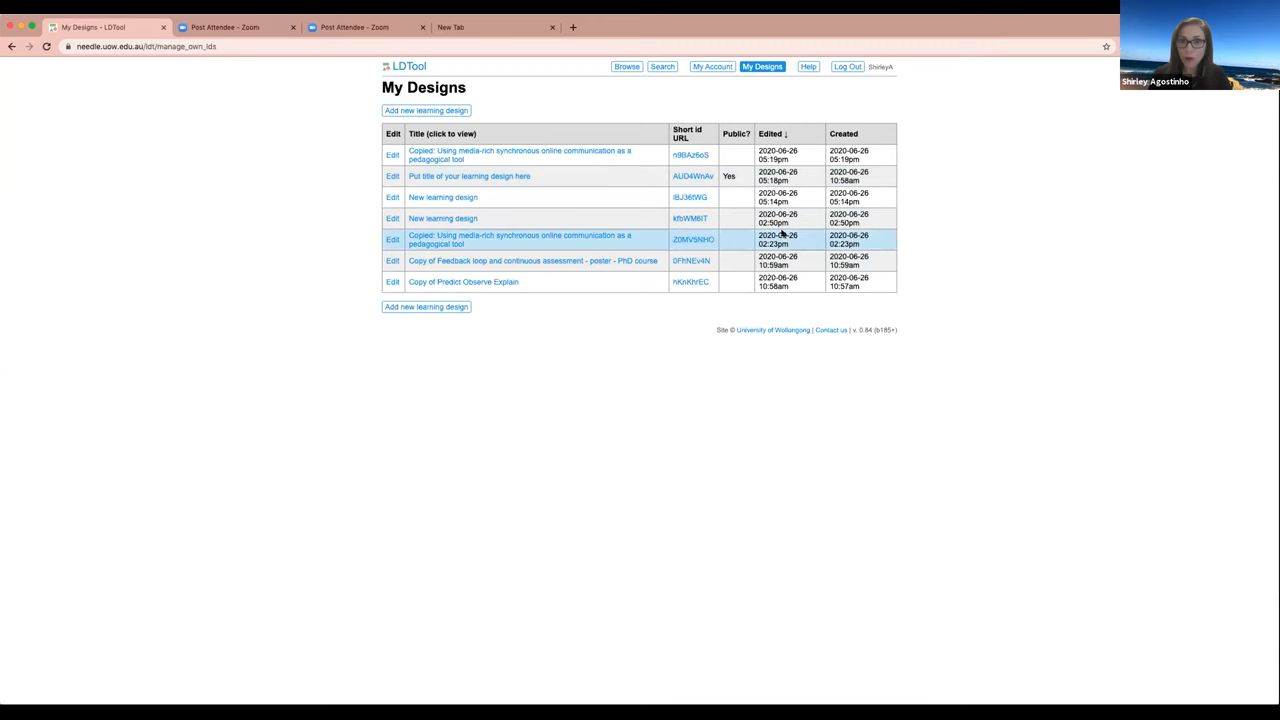 My Designs - LDTool
Post Attendee - Zoom
Post Attendee - Zoom
New Tab
needle.uow.edu.au/ldt/manage_own_lds
Shirley Agostinho
LDTool
Browse Search My Account My Designs Help Log Out ShirleyA
My Designs
Add new learning design
Edit Title (click to view) Short id URL Public? Edited ↓ Created
Edit Copied: Using media-rich synchronous online communication as a pedagogical tool n9BAz6oS 2020-06-26 05:19pm 2020-06-26 05:19pm
Edit Put title of your learning design here AUD4WnAv Yes 2020-06-26 05:18pm 2020-06-26 10:58am
Edit New learning design 2020-06-26 05:14pm 2020-06-26 05:14pm
Edit New learning design 2020-06-26 02:50pm 2020-06-26 02:50pm
Edit Copied: Using media-rich synchronous online communication as a pedagogical tool Z0MV5NHO 2020-06-26 02:23pm 2020-06-26 02:23pm
Edit Copy of Feedback loop and continuous assessment - poster - PhD course 0FhNEv4N 2020-06-26 10:59am 2020-06-26 10:59am
Edit Copy of Predict Observe Explain hKnKhrEC 2020-06-26 10:58am 2020-06-26 10:57am
Add new learning design
Site © University of Wollongong | Contact us | v. 0.84 (b185+)